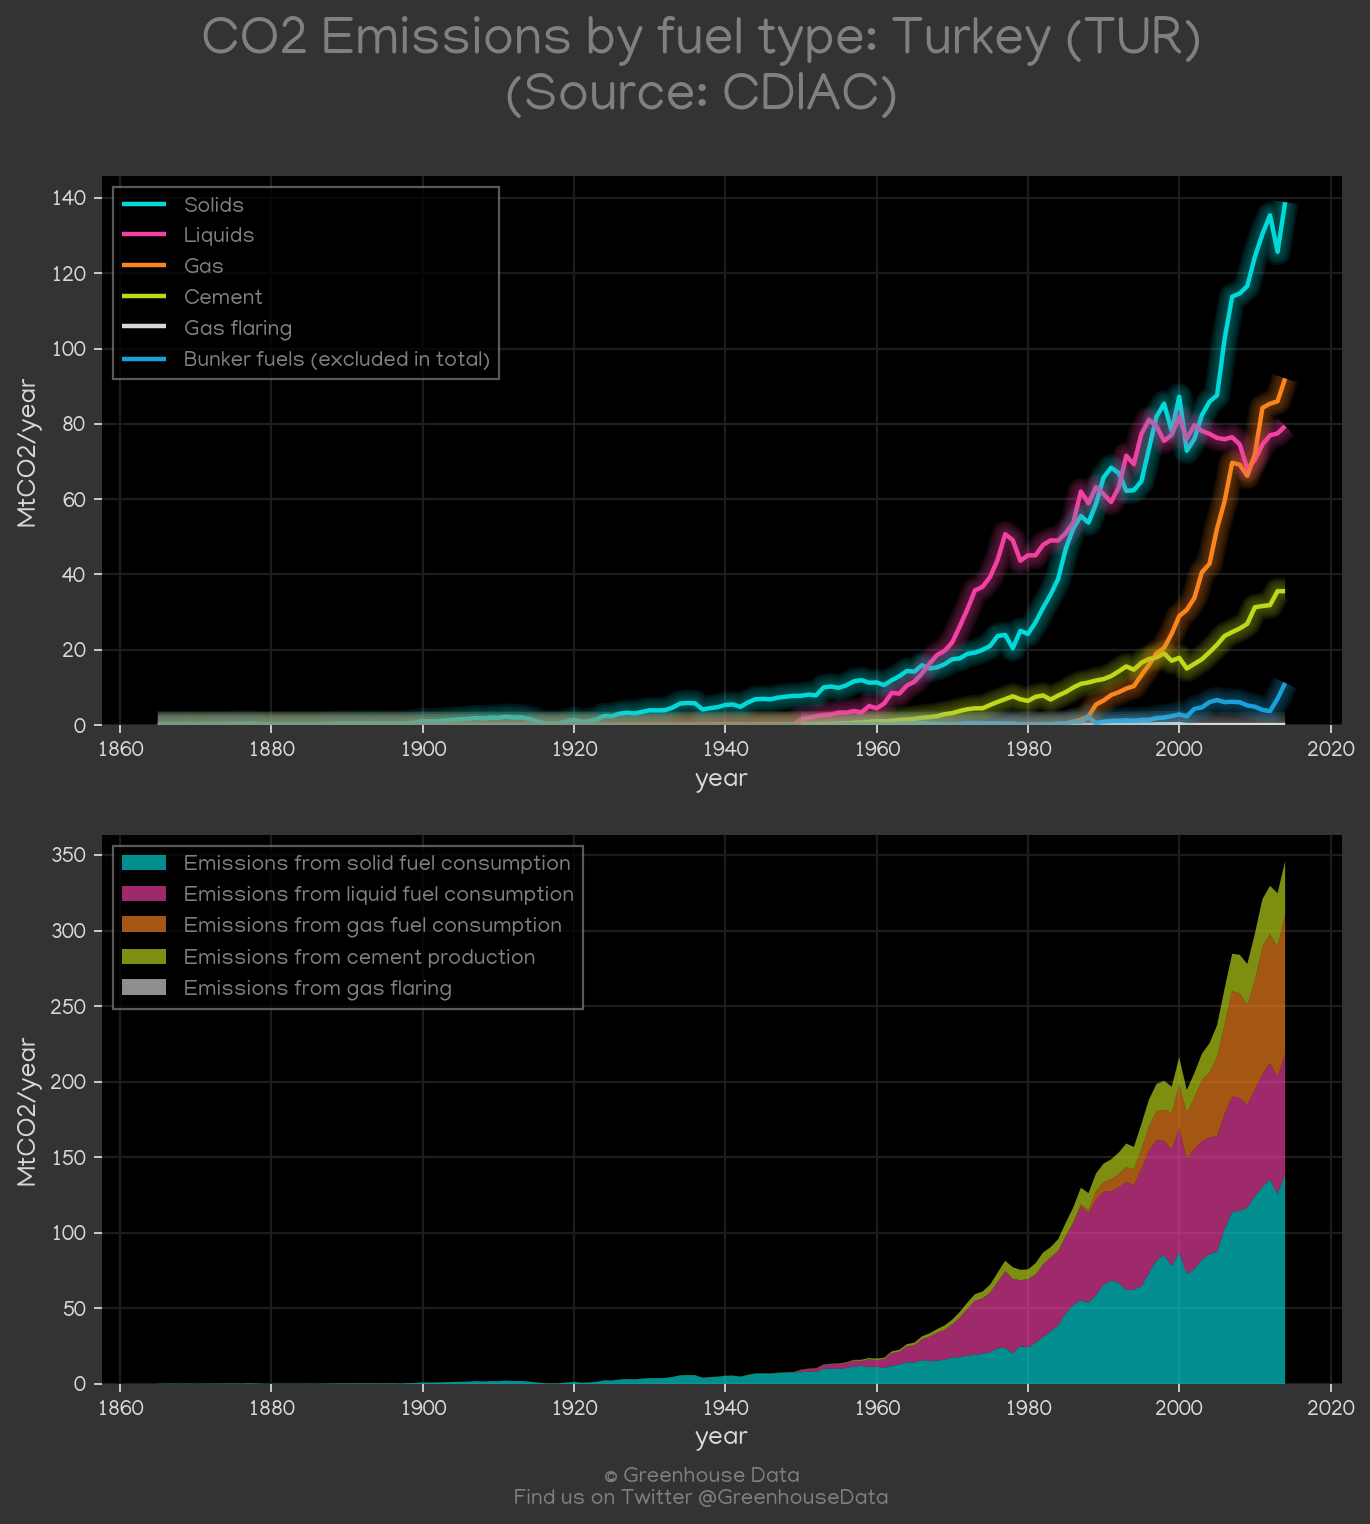 CO2 Emissions by fuel type: Turkey (TUR)
(Source: CDIAC)
140
120
100
80
60
40
20
0
MtCO2/year
Solids
Liquids
Gas
Cement
Gas flaring
Bunker fuels (excluded in total)
1860 1880 1900 1920 1940 1960 1980 2000 2020
year
350
300
250
200
150
100
50
0
MtCO2/year
Emissions from solid fuel consumption
Emissions from liquid fuel consumption
Emissions from gas fuel consumption
Emissions from cement production
Emissions from gas flaring
1860 1880 1900 1920 1940 1960 1980 2000 2020
year
© Greenhouse Data
Find us on Twitter @GreenhouseData